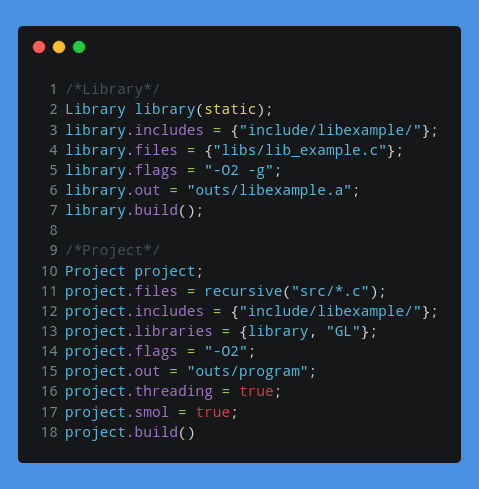 1 /*Library*/
2 Library library(static);
3 library.includes = {"include/libexample/"};
4 library.files = {"libs/lib_example.c"};
5 library.flags = "-O2 -g";
6 library.out = "outs/libexample.a";
7 library.build();
8
9 /*Project*/
10 Project project;
11 project.files = recursive("src/*.c");
12 project.includes = {"include/libexample/"};
13 project.libraries = {library, "GL"};
14 project.flags = "-O2";
15 project.out = "outs/program";
16 project.threading = true;
17 project.smol = true;
18 project.build()